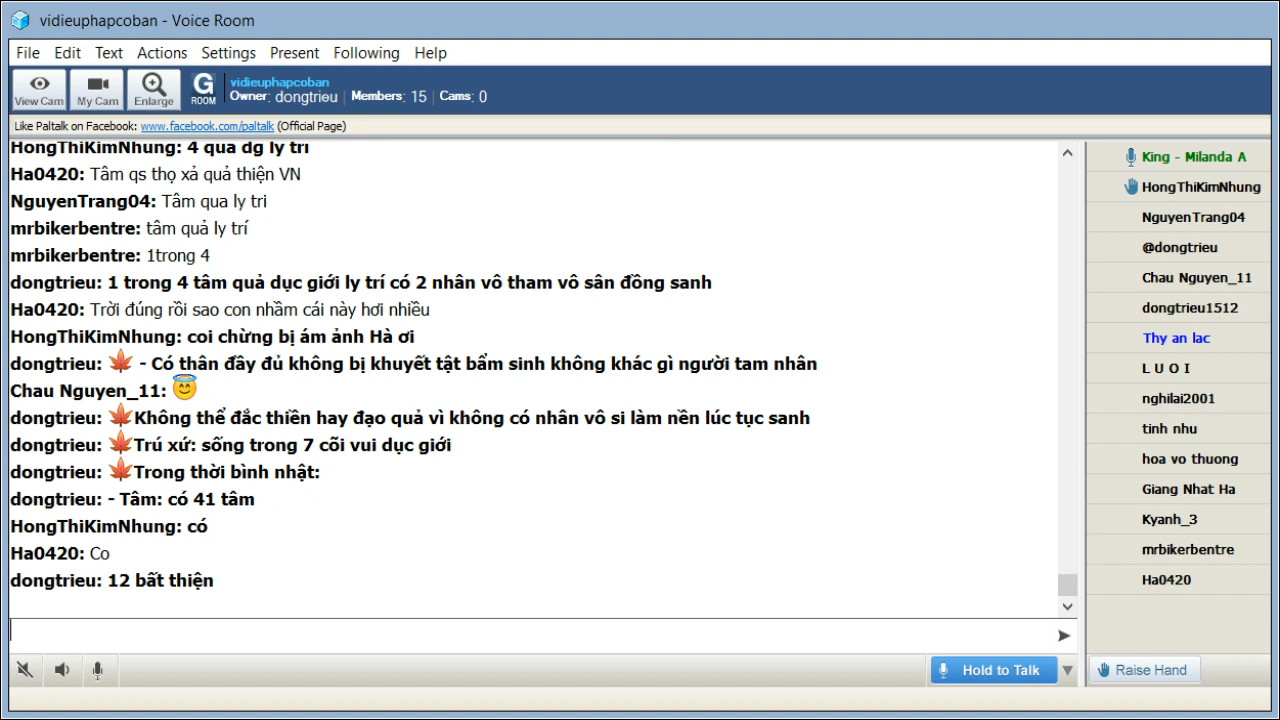 vidieuphapcoban - Voice Room
File Edit Text Actions Settings Present Following Help
View Cam My Cam Enlarge G ROOM vidieuphapcoban
Owner: dongtrieu | Members: 15 | Cams: 0
Like Paltalk on Facebook: www.facebook.com/paltalk (Official Page)
HongThiKimNhung: 4 quả dg ly trí
Ha0420: Tâm qs thọ xả quả thiện VN
NguyenTrang04: Tâm qua ly tri
mrbikerbentre: tâm quả ly trí
mrbikerbentre: 1trong 4
dongtrieu: 1 trong 4 tâm quả dục giới ly trí có 2 nhân vô tham vô sân đồng sanh
Ha0420: Trời đúng rồi sao con nhầm cái này hơi nhiều
HongThiKimNhung: coi chừng bị ám ảnh Hà ơi
dongtrieu: 🍁 - Có thân đầy đủ không bị khuyết tật bẩm sinh không khác gì người tam nhân
Chau Nguyen_11: 😇
dongtrieu: 🍁Không thể đắc thiền hay đạo quả vì không có nhân vô si làm nền lúc tục sanh
dongtrieu: 🍁Trú xứ: sống trong 7 cõi vui dục giới
dongtrieu: 🍁Trong thời bình nhật:
dongtrieu: - Tâm: có 41 tâm
HongThiKimNhung: có
Ha0420: Co
dongtrieu: 12 bất thiện
Hold to Talk
King - Milanda A
HongThiKimNhung
NguyenTrang04
@dongtrieu
Chau Nguyen_11
dongtrieu1512
Thy an lac
L U O I
nghilai2001
tinh nhu
hoa vo thuong
Giang Nhat Ha
Kyanh_3
mrbikerbentre
Ha0420
Raise Hand